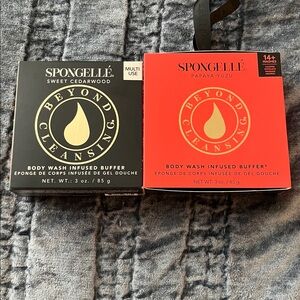 SPONGELLÉ
SWEET CEDARWOOD
MULTI
USE
BEYOND
CLEANSING
BODY WASH INFUSED BUFFER
ÉPONGE DE CORPS INFUSÉE DE GEL DOUCHE
NET. WT.: 3 oz. / 85 g
SPONGELLÉ
PAPAYA YUZU
14+
BEYOND
CLEANSING
BODY WASH INFUSED BUFFER
ÉPONGE DE CORPS INFUSÉE DE GEL DOUCHE